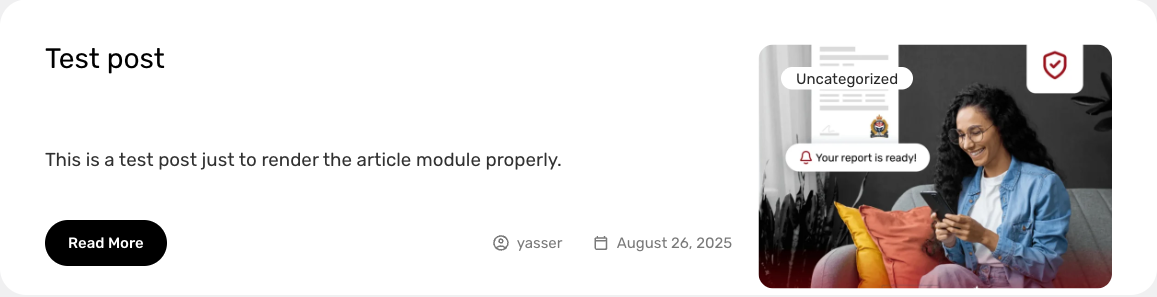 Test post
This is a test post just to render the article module properly.
Read More
yasser
August 26, 2025
Uncategorized
Your report is ready!